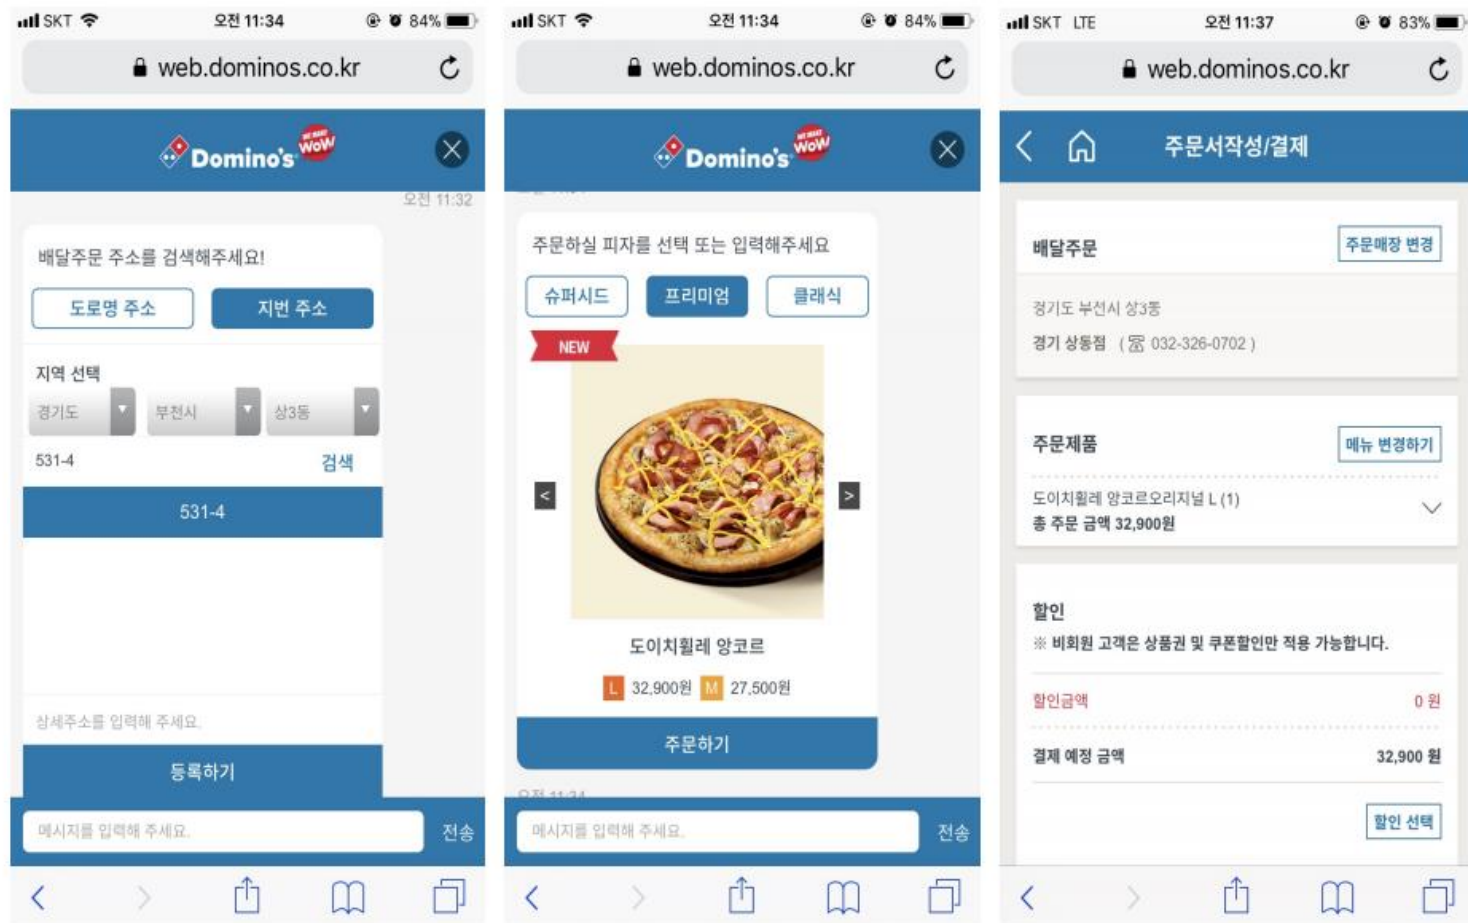 SKT 오전 11:34 84%
web.dominos.co.kr
Domino's WE WANT WOW
오전 11:32
배달주문 주소를 검색해주세요!
도로명 주소 지번 주소
지역 선택
경기도 부천시 상3동
531-4 검색
531-4
상세주소를 입력해 주세요.
등록하기
메시지를 입력해 주세요. 전송
SKT 오전 11:34 84%
web.dominos.co.kr
Domino's WE WANT WOW
주문하실 피자를 선택 또는 입력해주세요
슈퍼시드 프리미엄 클래식
NEW
< >
도이치휠레 앙코르
L 32,900원 M 27,500원
주문하기
오전 11:34
메시지를 입력해 주세요. 전송
SKT LTE 오전 11:37 83%
web.dominos.co.kr
주문서작성/결제
배달주문 주문매장 변경
경기도 부천시 상3동
경기 상동점 (☏ 032-326-0702 )
주문제품 메뉴 변경하기
도이치휠레 앙코르오리지널 L (1)
총 주문 금액 32,900원
할인
※ 비회원 고객은 상품권 및 쿠폰할인만 적용 가능합니다.
할인금액 0 원
결제 예정 금액 32,900 원
할인 선택